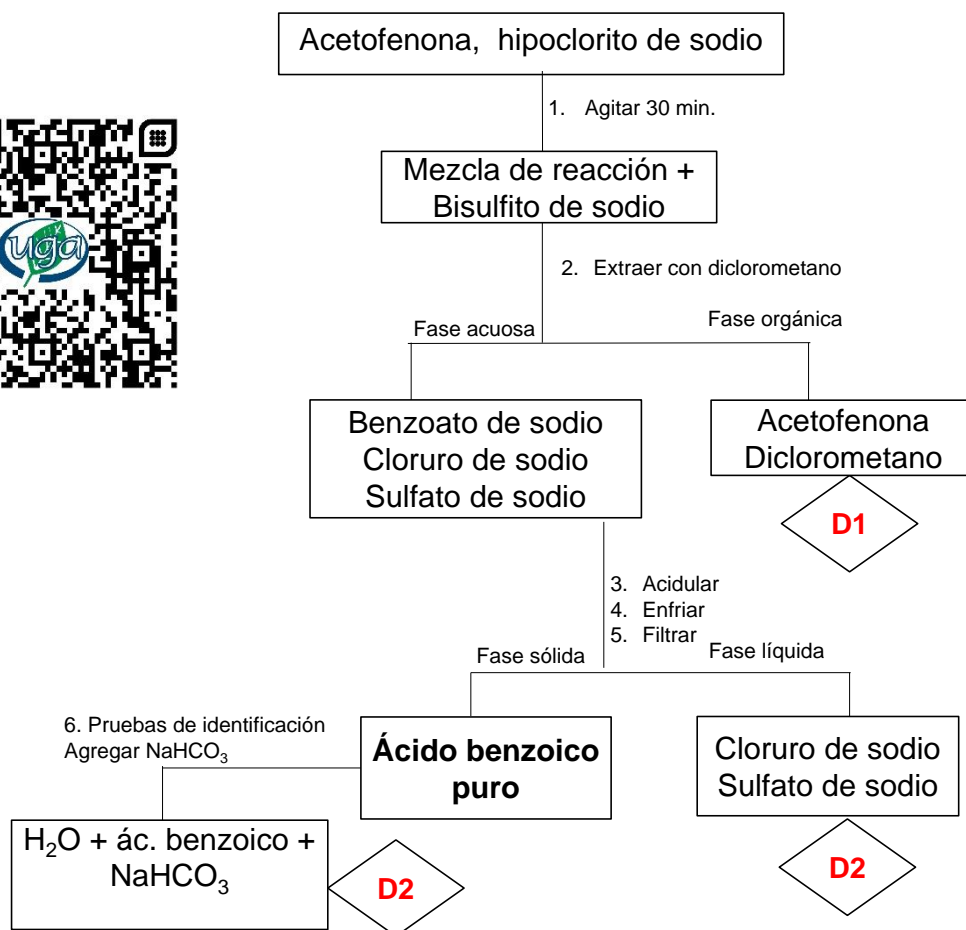 Acetofenona, hipoclorito de sodio
1. Agitar 30 min.
Mezcla de reacción +
Bisulfito de sodio
uga
2. Extraer con diclorometano
Fase acuosa
Fase orgánica
Benzoato de sodio
Cloruro de sodio
Sulfato de sodio
Acetofenona
Diclorometano
D1
3. Acidular
4. Enfriar
5. Filtrar
Fase sólida
Fase líquida
6. Pruebas de identificación
Agregar NaHCO₃
Ácido benzoico
puro
Cloruro de sodio
Sulfato de sodio
H₂O + ác. benzoico +
NaHCO₃
D2
D2